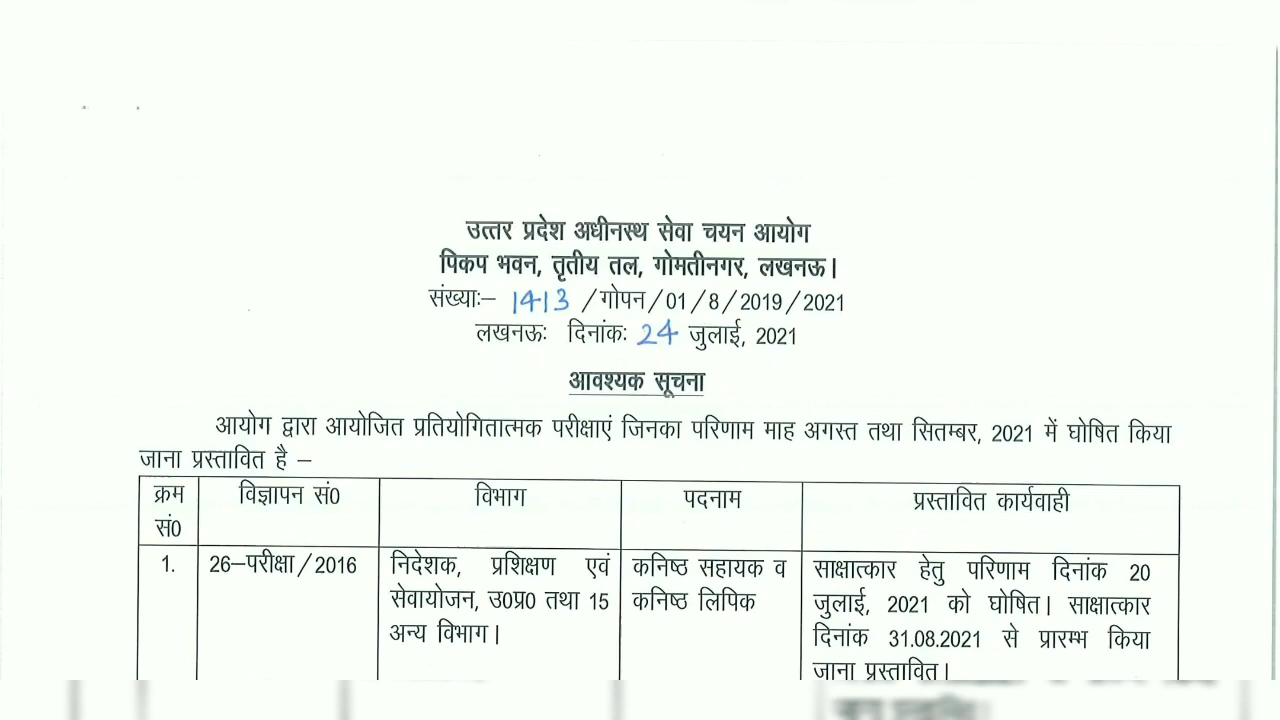 उत्तर प्रदेश अधीनस्थ सेवा चयन आयोग
पिकप भवन, तृतीय तल, गोमतीनगर, लखनऊ।
संख्याः– 1413 /गोपन/01/8/2019/2021
लखनऊः दिनांकः 24 जुलाई, 2021
आवश्यक सूचना
आयोग द्वारा आयोजित प्रतियोगितात्मक परीक्षाएं जिनका परिणाम माह अगस्त तथा सितम्बर, 2021 में घोषित किया
जाना प्रस्तावित है –
क्रम सं0
विज्ञापन सं0
विभाग
पदनाम
प्रस्तावित कार्यवाही
1.
26–परीक्षा/2016
निदेशक, प्रशिक्षण एवं
सेवायोजन, उ0प्र0 तथा 15
अन्य विभाग।
कनिष्ठ सहायक व
कनिष्ठ लिपिक
साक्षात्कार हेतु परिणाम दिनांक 20
जुलाई, 2021 को घोषित। साक्षात्कार
दिनांक 31.08.2021 से प्रारम्भ किया
जाना प्रस्तावित।